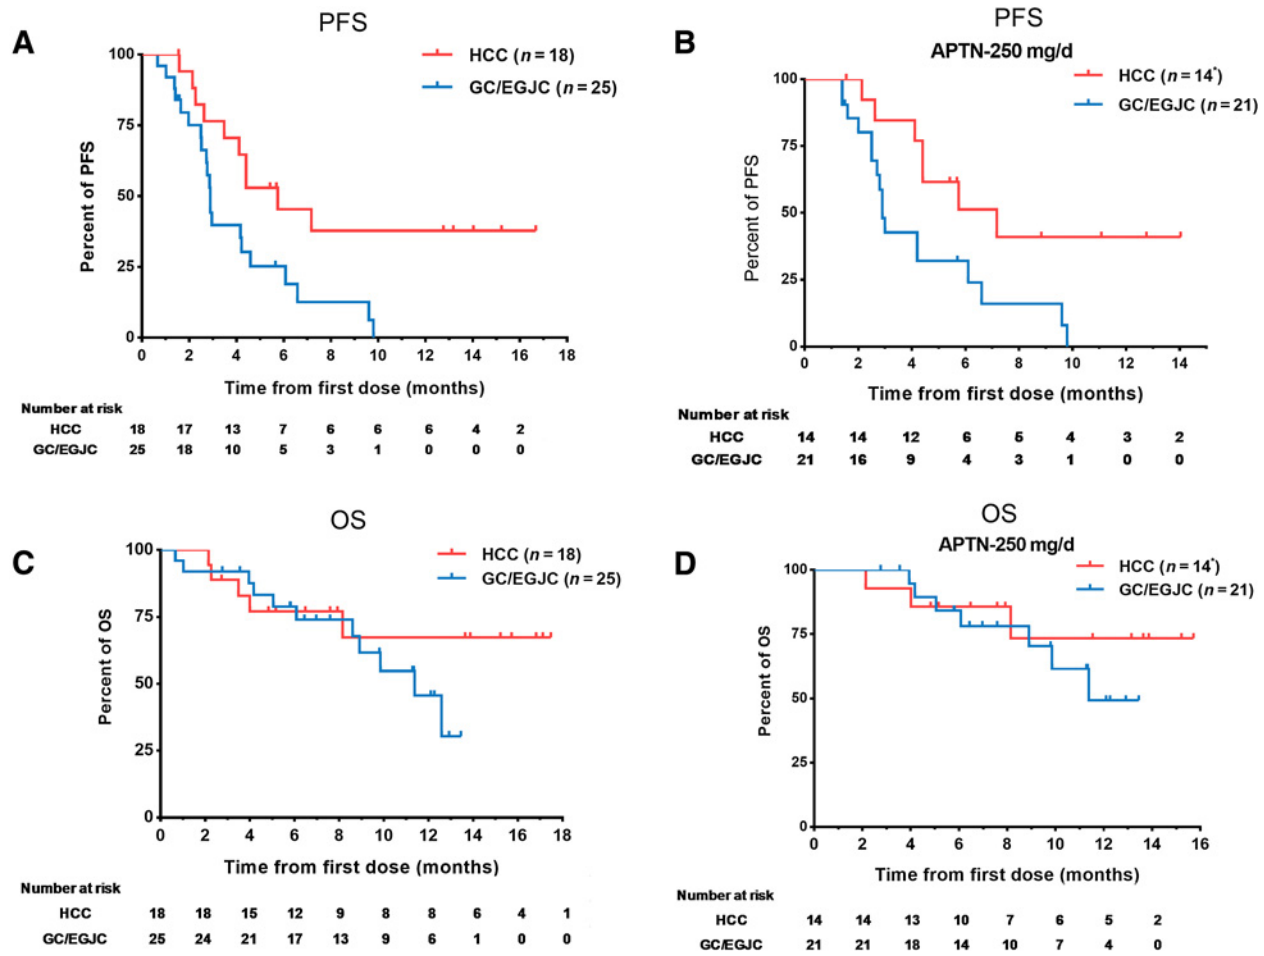 A
PFS
HCC (n = 18)
GC/EGJC (n = 25)
Percent of PFS
100
75
50
25
0
0 2 4 6 8 10 12 14 16 18
Time from first dose (months)
Number at risk
HCC 18 17 13 7 6 6 6 4 2
GC/EGJC 25 18 10 5 3 1 0 0 0
B
PFS
APTN-250 mg/d
HCC (n = 14*)
GC/EGJC (n = 21)
Percent of PFS
100
75
50
25
0
0 2 4 6 8 10 12 14
Time from first dose (months)
Number at risk
HCC 14 14 12 6 5 4 3 2
GC/EGJC 21 16 9 4 3 1 0 0
C
OS
HCC (n = 18)
GC/EGJC (n = 25)
Percent of OS
100
75
50
25
0
0 2 4 6 8 10 12 14 16 18
Time from first dose (months)
Number at risk
HCC 18 18 15 12 9 8 8 6 4 1
GC/EGJC 25 24 21 17 13 9 6 1 0 0
D
OS
APTN-250 mg/d
HCC (n = 14*)
GC/EGJC (n = 21)
Percent of OS
100
75
50
25
0
0 2 4 6 8 10 12 14 16
Time from first dose (months)
Number at risk
HCC 14 14 13 10 7 6 5 2
GC/EGJC 21 21 18 14 10 7 4 0